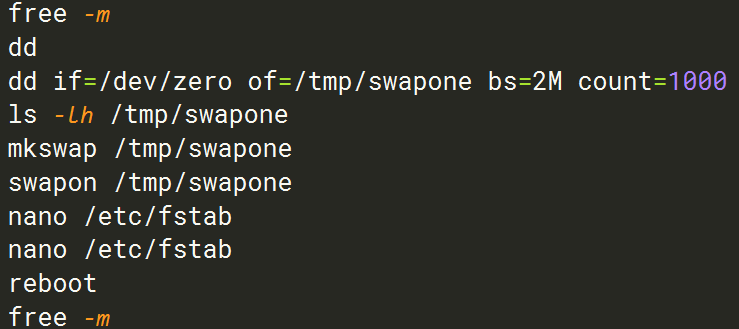 free -m
dd
dd if=/dev/zero of=/tmp/swapone bs=2M count=1000
ls -lh /tmp/swapone
mkswap /tmp/swapone
swapon /tmp/swapone
nano /etc/fstab
nano /etc/fstab
reboot
free -m